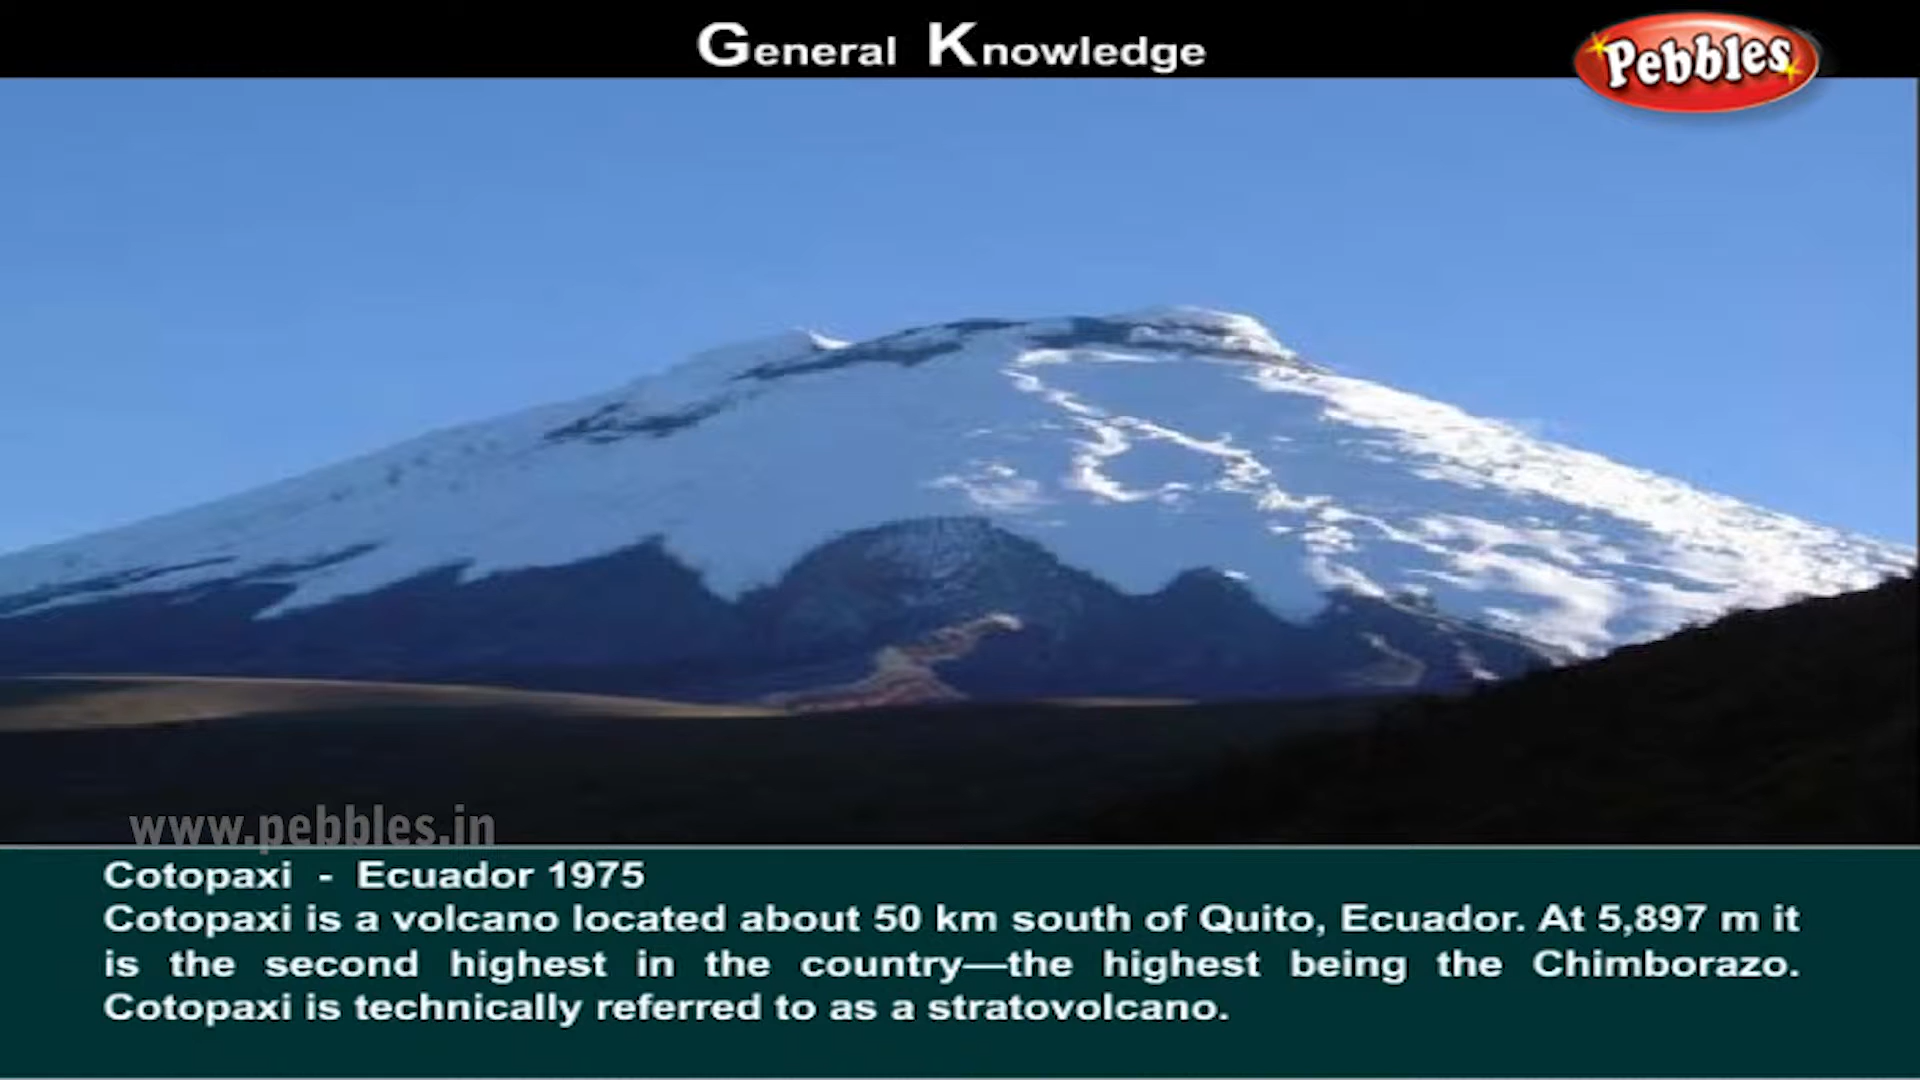 General Knowledge
Pebbles
www.pebbles.in
Cotopaxi - Ecuador 1975
Cotopaxi is a volcano located about 50 km south of Quito, Ecuador. At 5,897 m it
is the second highest in the country—the highest being the Chimborazo.
Cotopaxi is technically referred to as a stratovolcano.